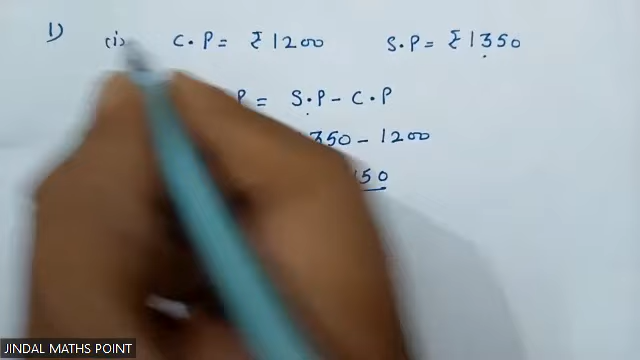 1) (i) C.P = ₹ 1200 S.P = ₹ 1350
P = S.P - C.P
350 - 1200
150
JINDAL MATHS POINT